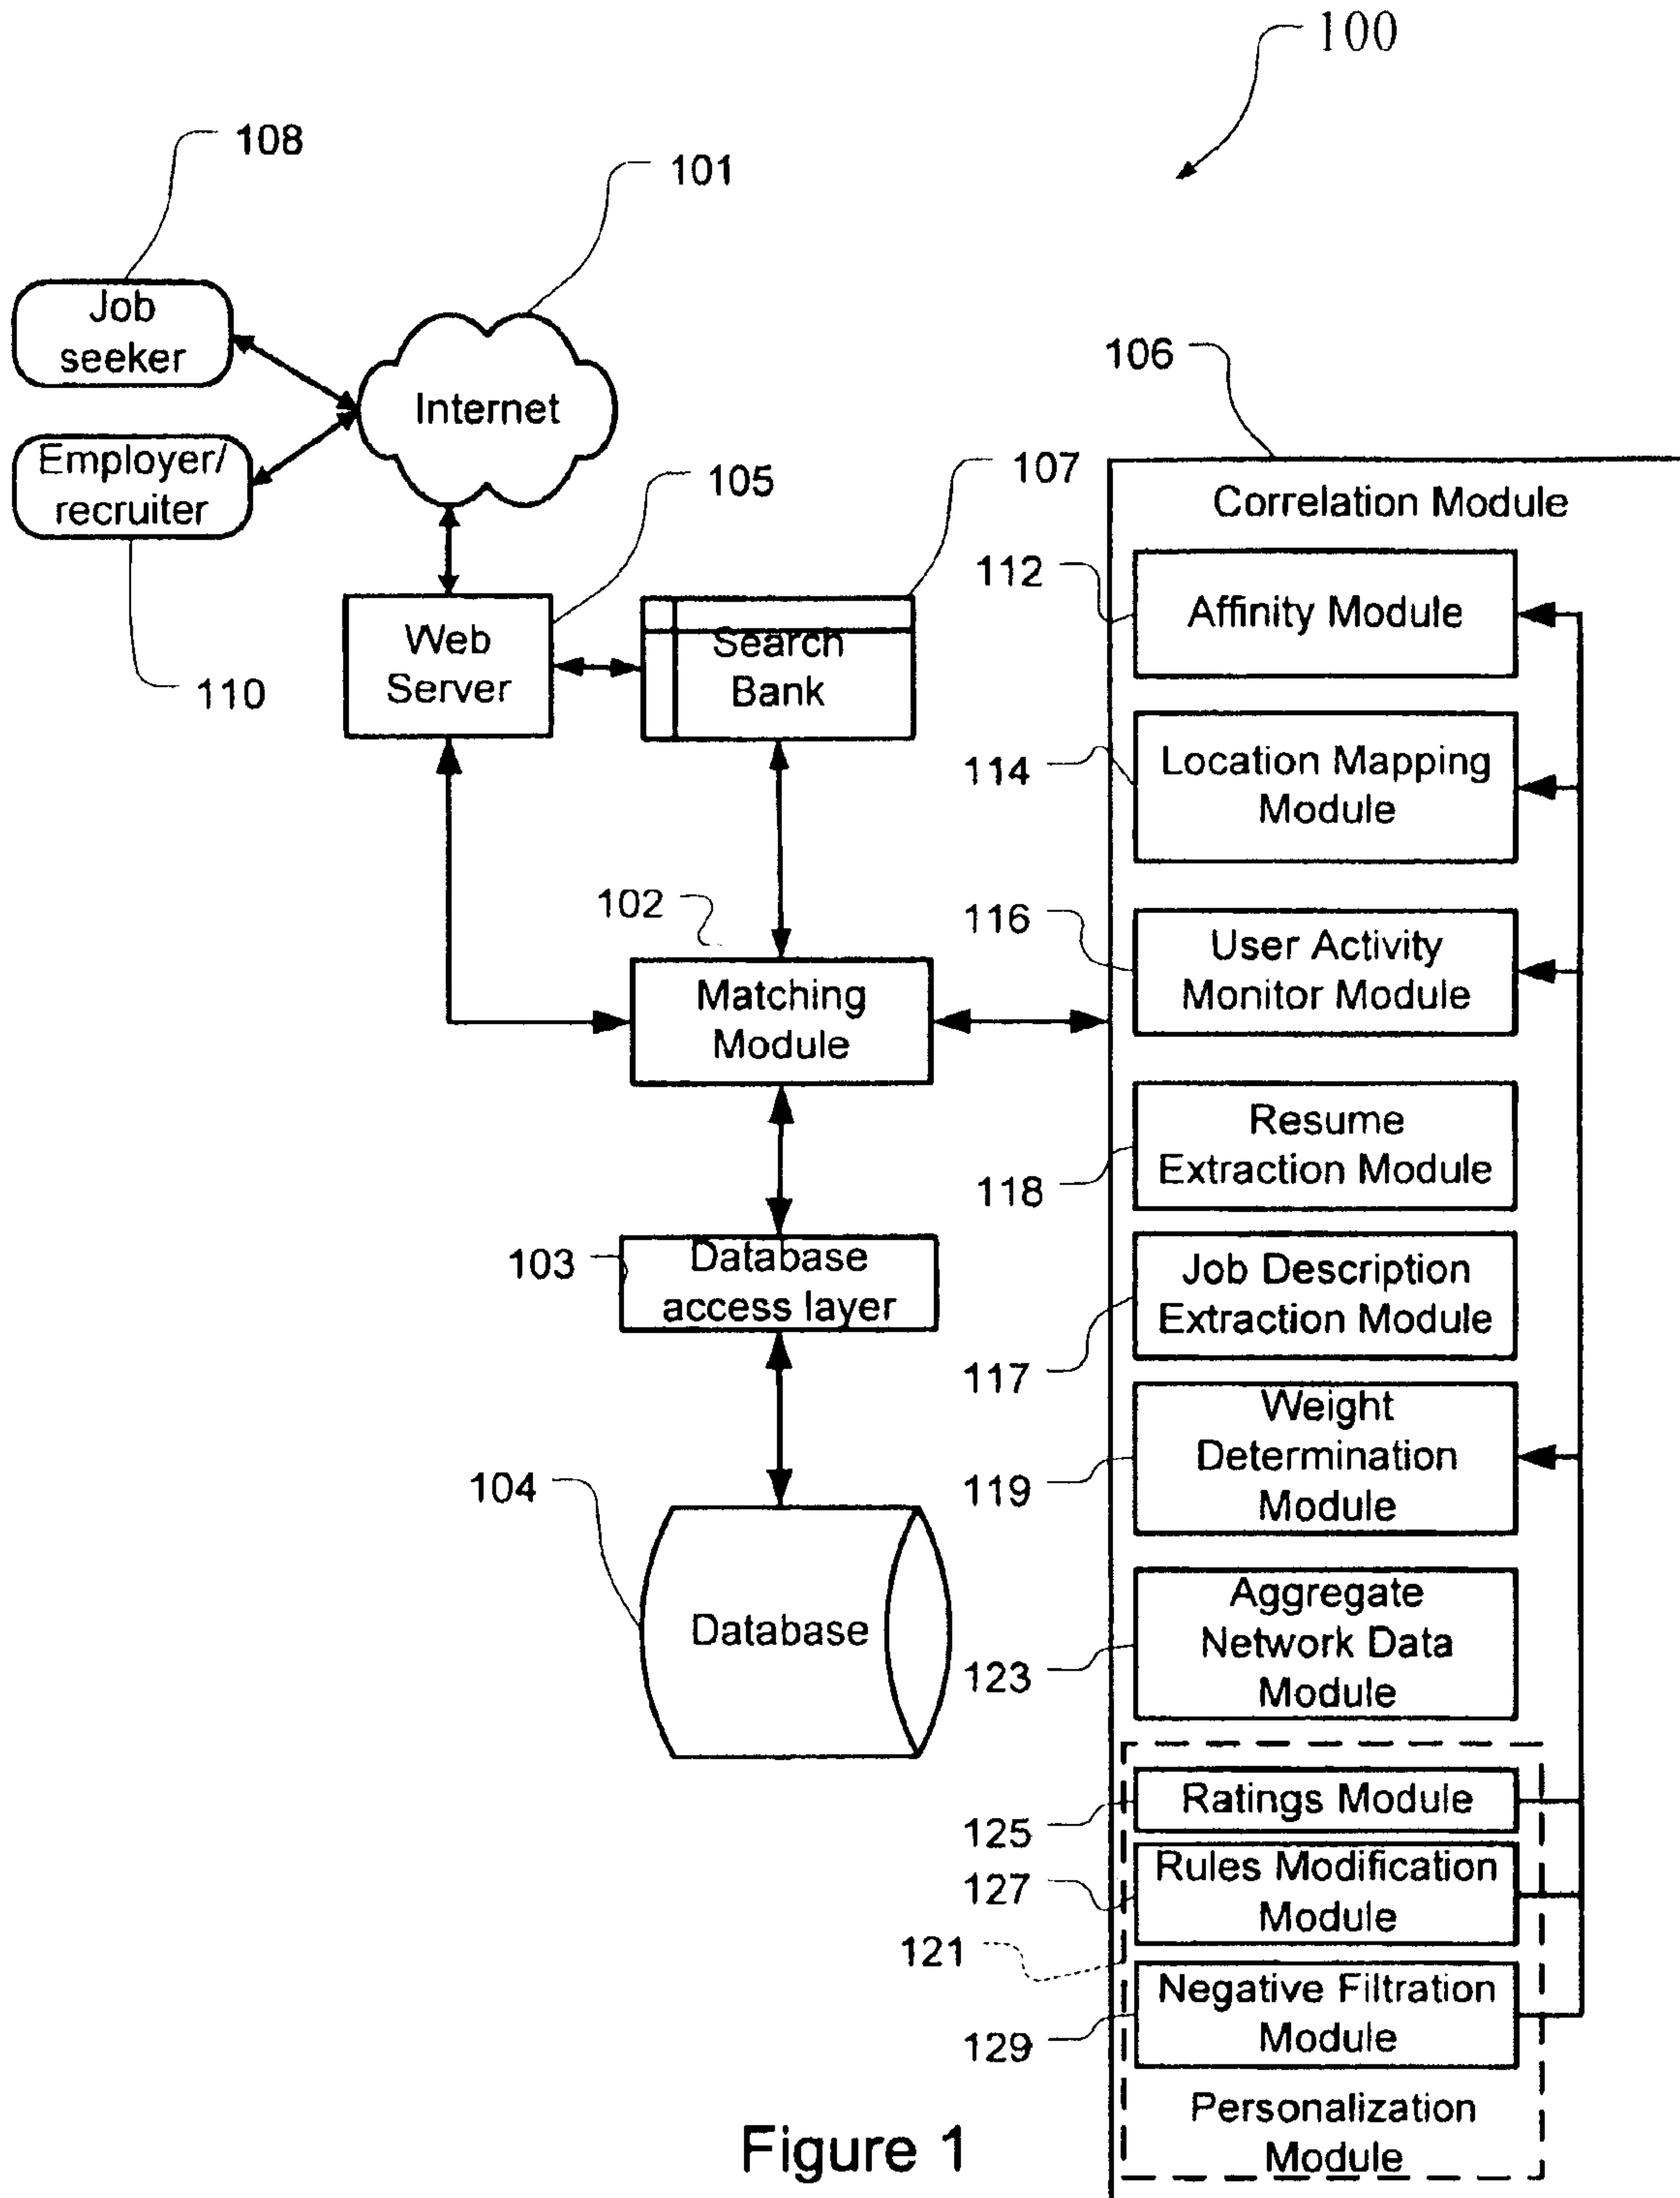 100
108
101
Job
seeker
Internet
106
Employer/
recruiter
105
107
Correlation Module
110
Web
Server
Search
Bank
112
Affinity Module
114
Location Mapping
Module
102
116
User Activity
Monitor Module
Matching
Module
118
Resume
Extraction Module
103
Database
access layer
117
Job Description
Extraction Module
104
119
Weight
Determination
Module
Database
123
Aggregate
Network Data
Module
125
Ratings Module
127
Rules Modification
Module
121
129
Negative Filtration
Module
Personalization
Module
Figure 1